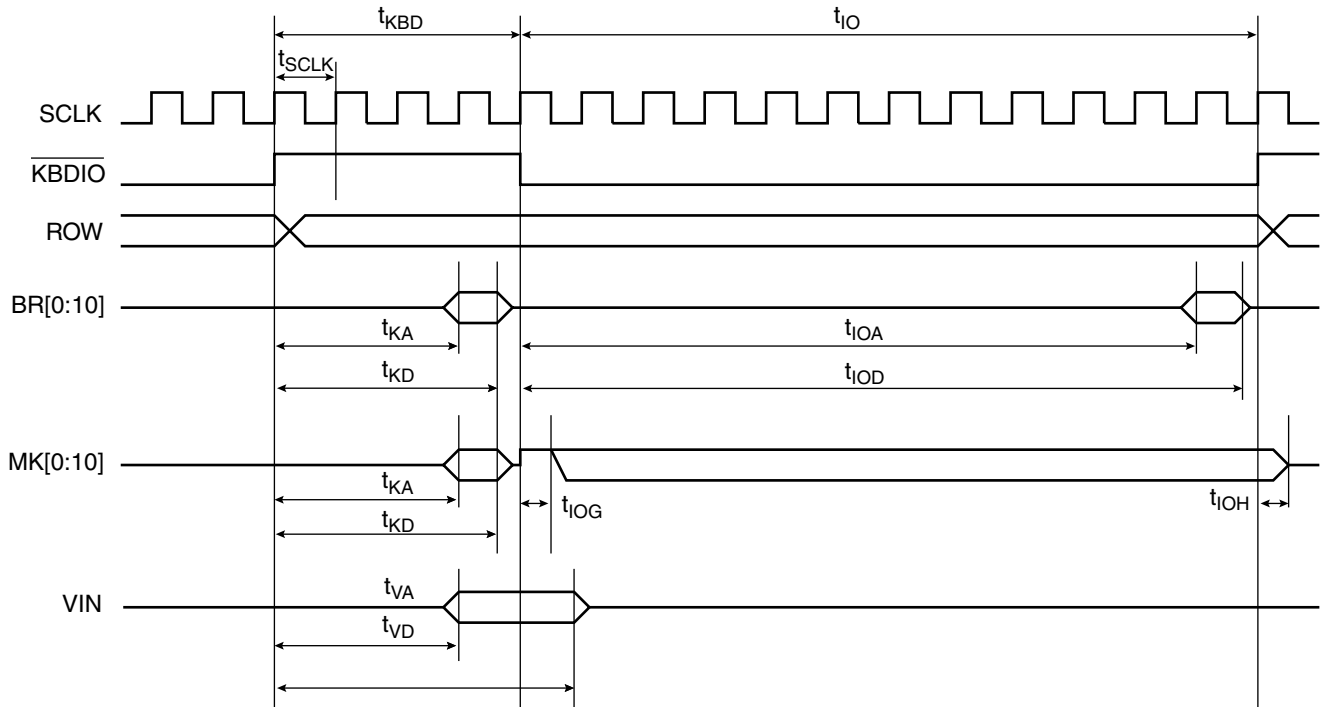 tKBD tIO
tSCLK
SCLK
KBDIO
ROW
BR[0:10]
tKA tIOA
tKD tIOD
MK[0:10]
tKA tIOG tIOH
tKD
VIN tVA
tVD